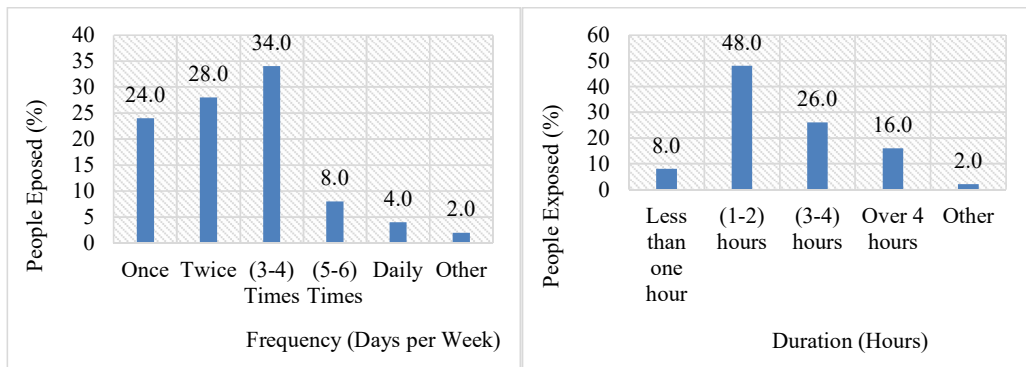 People Eposed (%)
40
35
30
25
20
15
10
5
0
24.0
28.0
34.0
8.0
4.0
2.0
Once Twice (3-4) (5-6) Daily Other
Times Times
Frequency (Days per Week)
People Exposed (%)
60
50
40
30
20
10
0
8.0
48.0
26.0
16.0
2.0
Less (1-2) (3-4) Over 4 Other
than hours hours hours
one
hour
Duration (Hours)